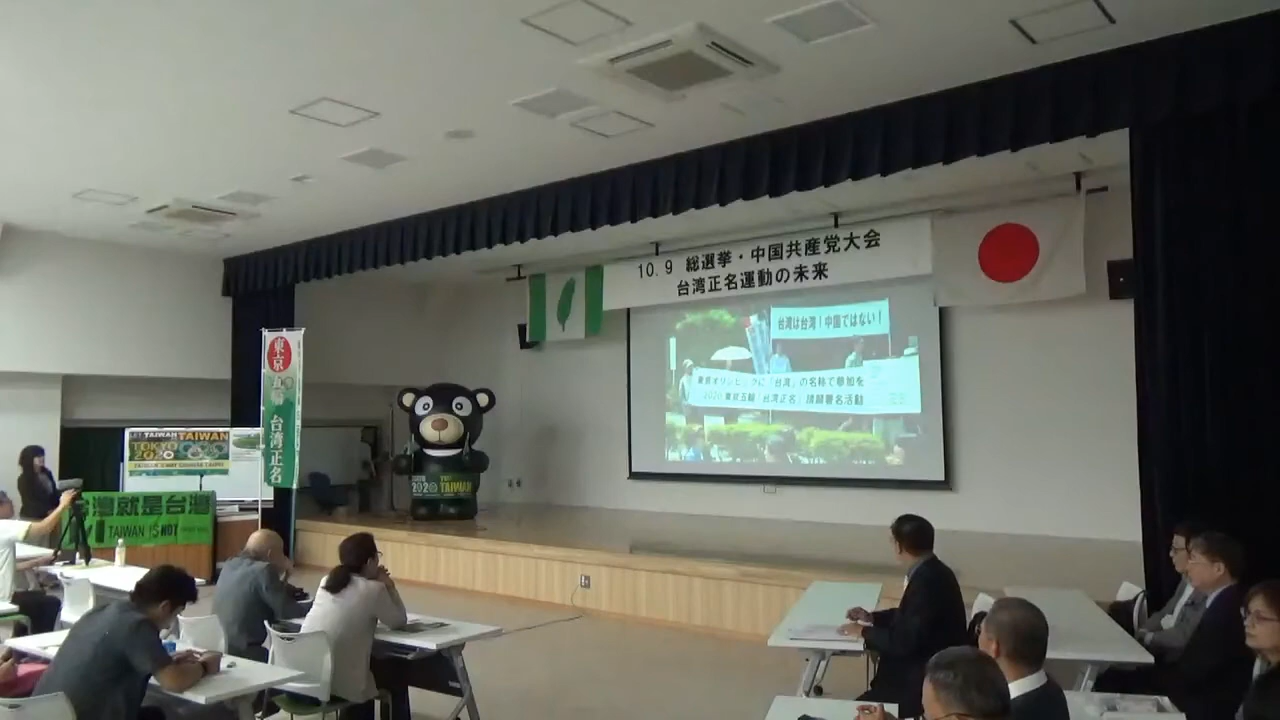 10.9 総選挙・中国共産党大会
台湾正名運動の未来
台湾は台湾!中国ではない!
東京オリンピックに「台湾」の名称で参加を
2020東京五輪「台湾正名」請願署名活動
東京
五輪
台湾正名
LET TAIWAN BE TAIWAN
TOKYO
2020
台灣就是台灣
TAIWAN IS NOT
2020
TAIWAN